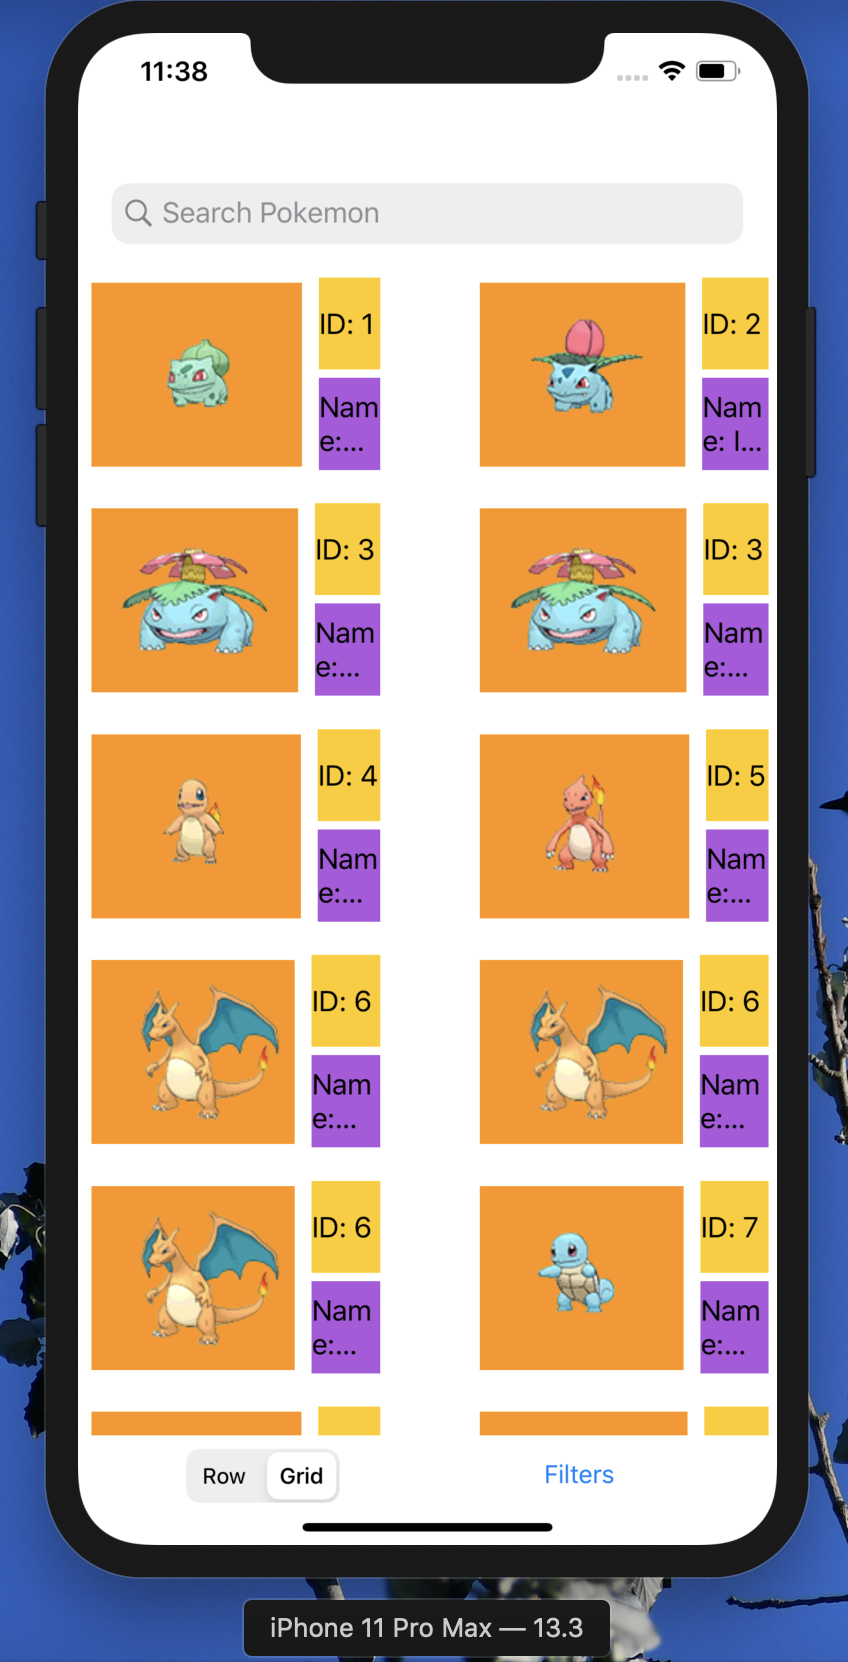 11:38
Search Pokemon
ID: 1
Nam
e:...
ID: 2
Nam
e: I...
ID: 3
Nam
e:...
ID: 3
Nam
e:...
ID: 4
Nam
e:...
ID: 5
Nam
e:...
ID: 6
Nam
e:...
ID: 6
Nam
e:...
ID: 6
Nam
e:...
ID: 7
Nam
e:...
Row Grid
Filters
iPhone 11 Pro Max — 13.3